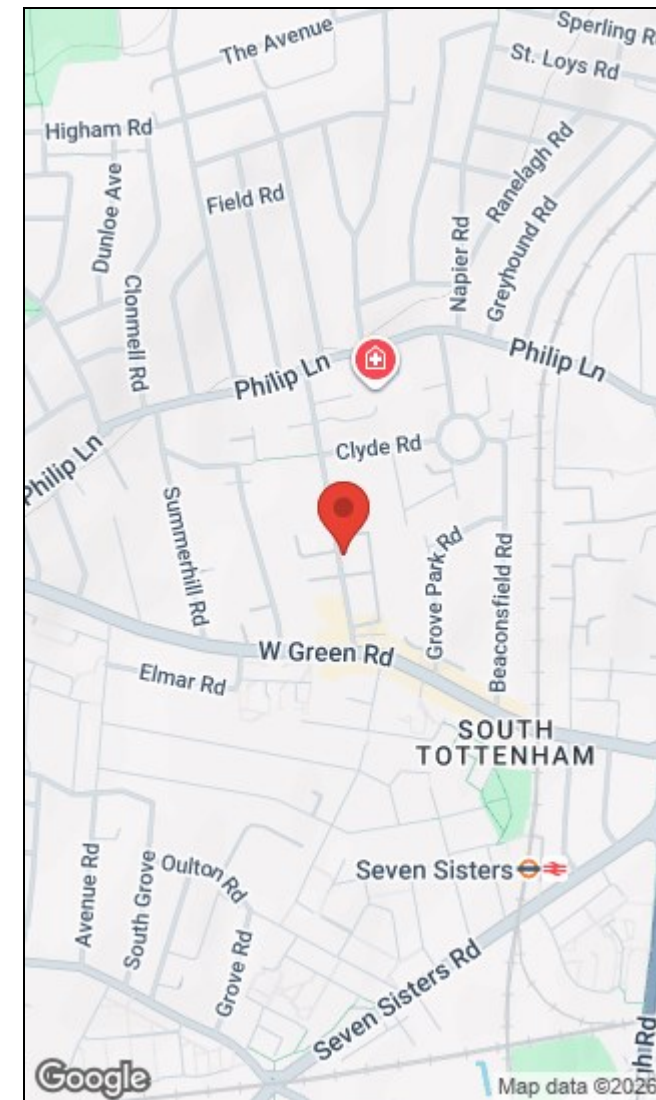 Sperling R
The Avenue
St. Loys Rd
Higham Rd
Ranelagh Rd
Dunloe Ave
Field Rd
Greyhound Rd
Napier Rd
Clonmell Rd
Philip Ln
Philip Ln
Clyde Rd
Philip Ln
Summerhill Rd
Grove Park Rd
Beaconsfield Rd
W Green Rd
Elmar Rd
SOUTH
TOTTENHAM
Seven Sisters
Avenue Rd
South Grove
Oulton Rd
Grove Rd
Seven Sisters Rd
gh Rd
Google
Map data ©2026